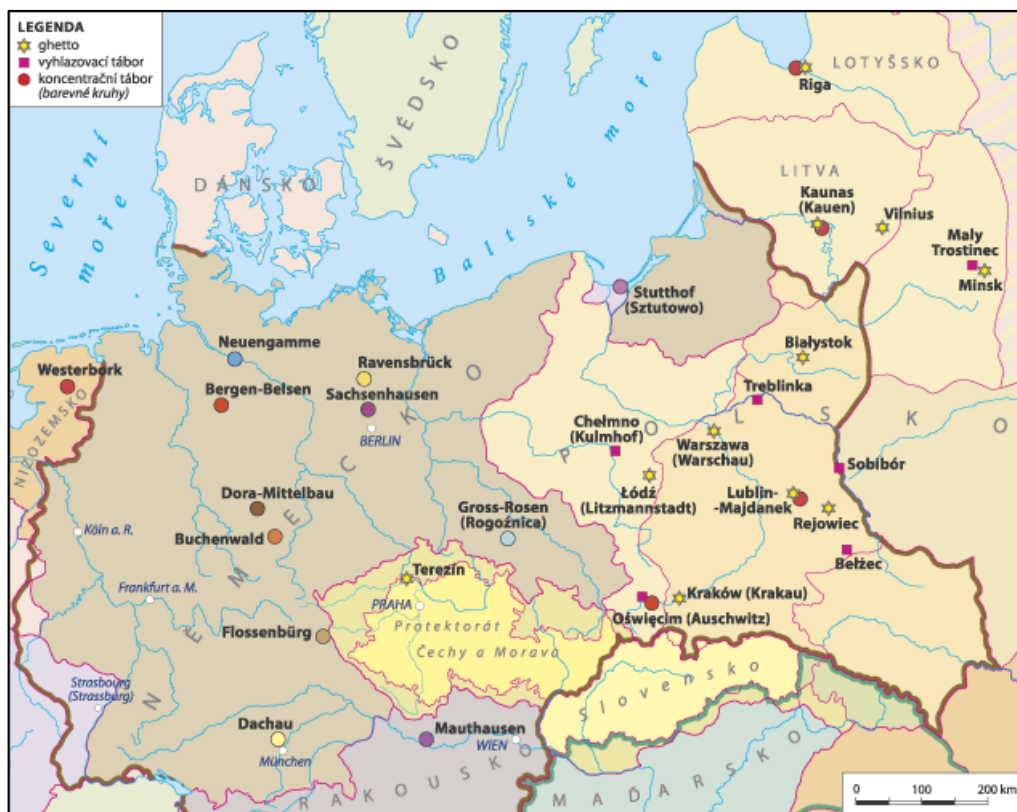 LEGENDA
ghetto
vyhlazovací tábor
koncentrační tábor
(barevné kruhy)
Severní
moře
DÁNSKO
ŠVÉDSKO
Baltské moře
LOTYŠSKO
Riga
LITVA
Kaunas
(Kauen)
Vilnius
Maly
Trostinec
Minsk
Stutthof
(Sztutowo)
Neuengamme
Ravensbrück
Westerbork
Bergen-Belsen
Sachsenhausen
BERLIN
NIZOZEMSKO
Białystok
Treblinka
Chełmno
(Kulmhof)
Warszawa
(Warschau)
POLSKO
Sobibór
Łódź
(Litzmannstadt)
Lublin-
-Majdanek
Rejowiec
Dora-Mittelbau
Gross-Rosen
(Rogoźnica)
Köln a. R.
Buchenwald
NĚMECKO
Bełżec
Terezín
Frankfurt a. M.
PRAHA
Kraków (Krakau)
Oświęcim (Auschwitz)
Protektorát
Čechy a Morava
Flossenbürg
Slovensko
Strasbourg
(Strassburg)
Dachau
München
Mauthausen
WIEN
RAKOUSKO
MAĎARSKO
0 100 200 km